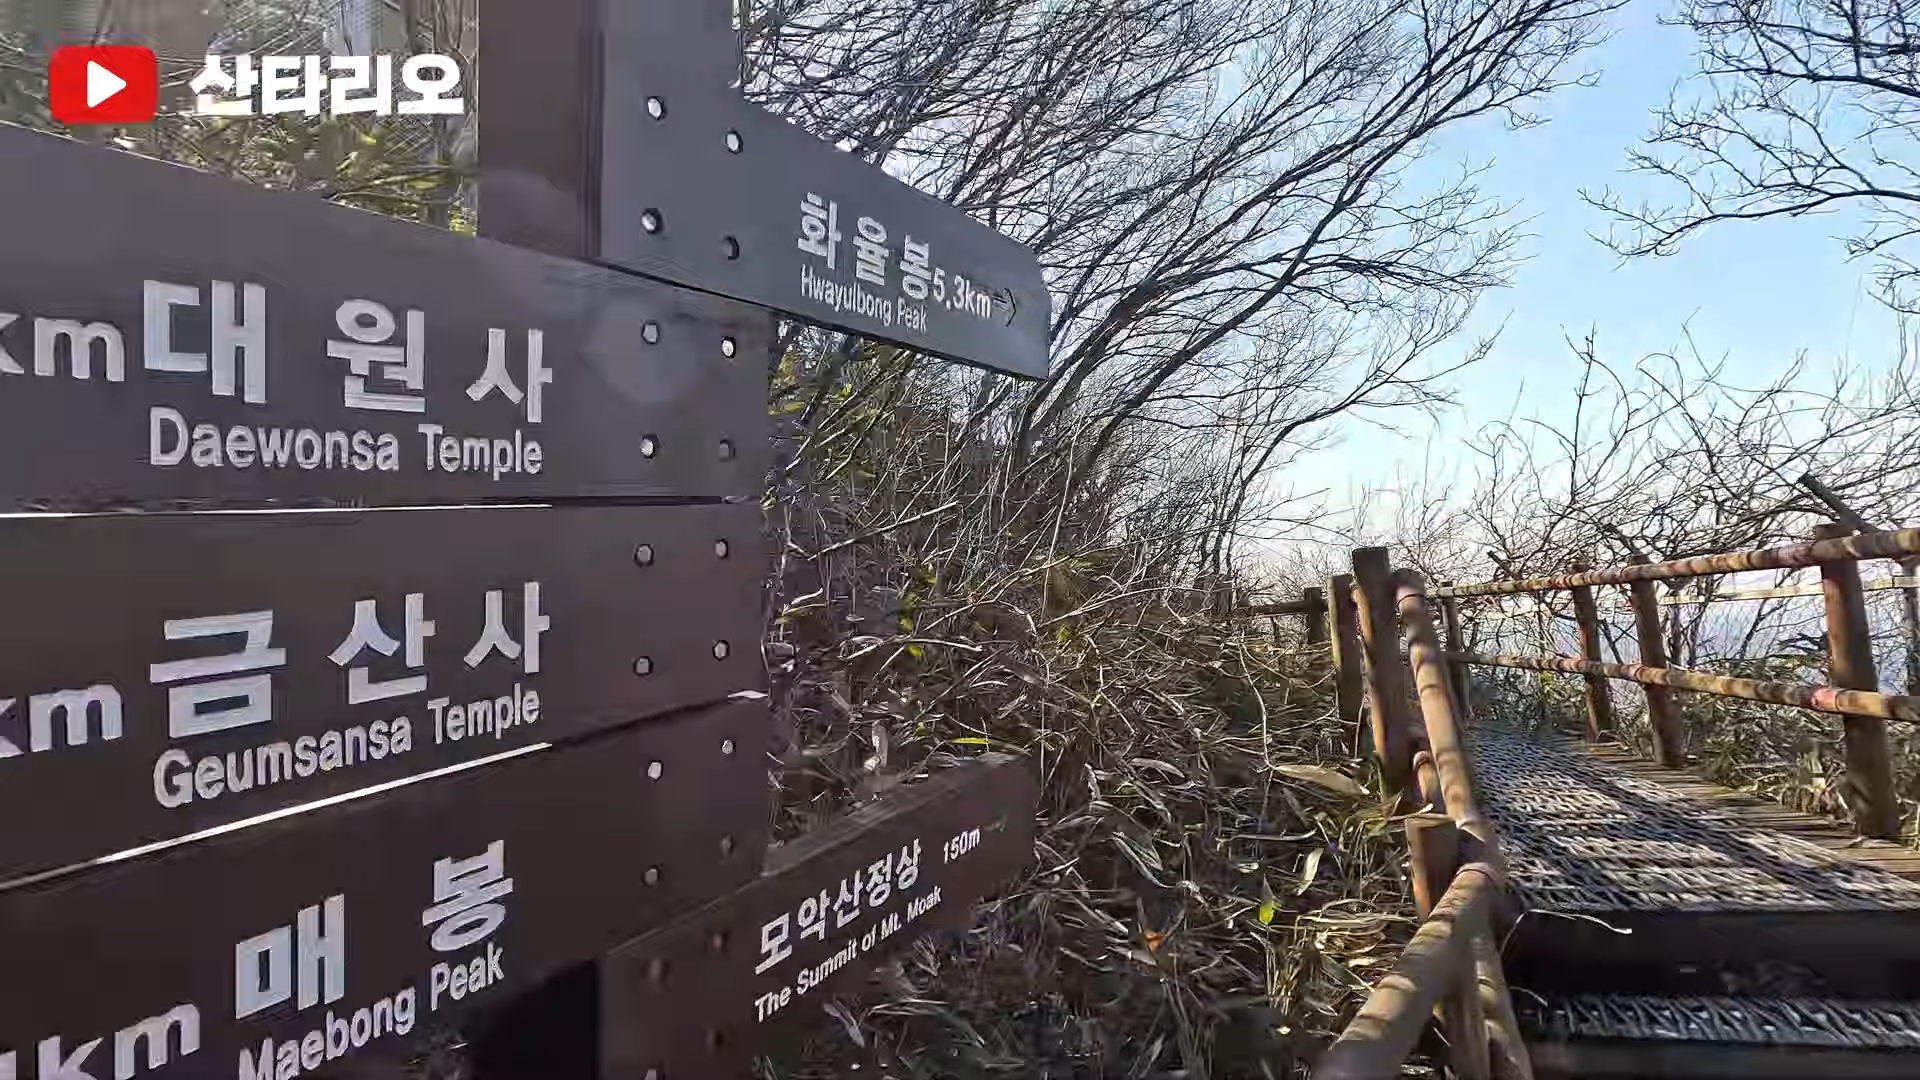 산타리오
화율봉 5.3km
Hwayulbong Peak
km 대원사
Daewonsa Temple
km 금산사
Geumsansa Temple
km 매봉
Maebong Peak
모악산정상 150m
The Summit of Mt. Moak